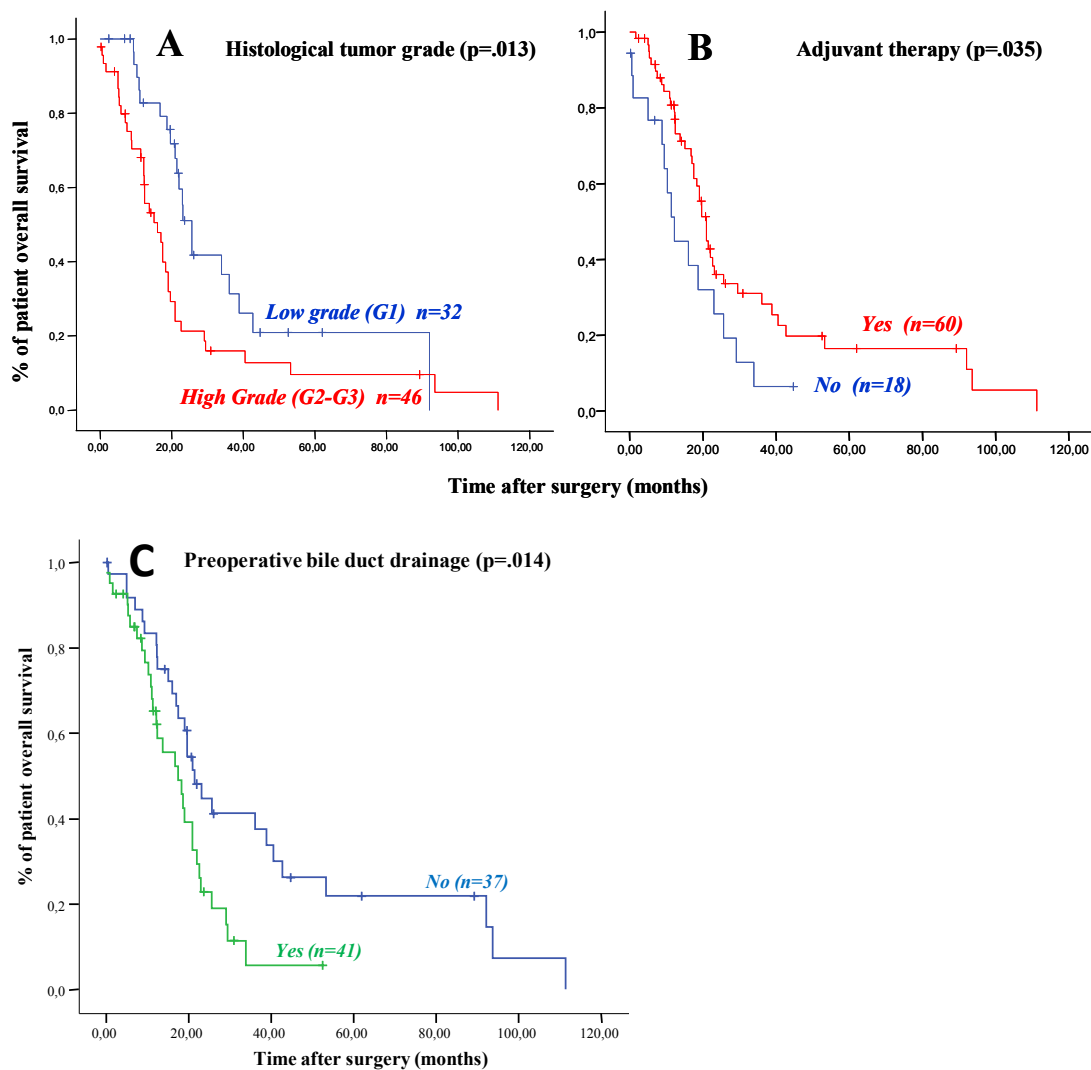 A
Histological tumor grade (p=.013)
% of patient overall survival
1,0
0,8
0,6
0,4
0,2
0,0
Low grade (G1) n=32
High Grade (G2-G3) n=46
0,00 20,00 40,00 60,00 80,00 100,00 120,00
B
Adjuvant therapy (p=.035)
1,0
0,8
0,6
0,4
0,2
0,0
Yes (n=60)
No (n=18)
0,00 20,00 40,00 60,00 80,00 100,00 120,00
Time after surgery (months)
C
Preoperative bile duct drainage (p=.014)
% of patient overall survival
1,0
0,8
0,6
0,4
0,2
0,0
No (n=37)
Yes (n=41)
0,00 20,00 40,00 60,00 80,00 100,00 120,00
Time after surgery (months)